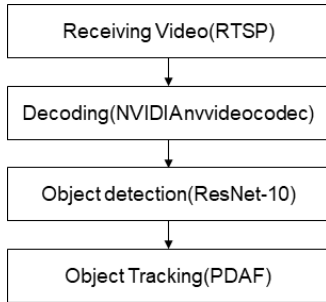 Receiving Video(RTSP)
Decoding(NVIDIAnvvideocodec)
Object detection(ResNet-10)
Object Tracking(PDAF)